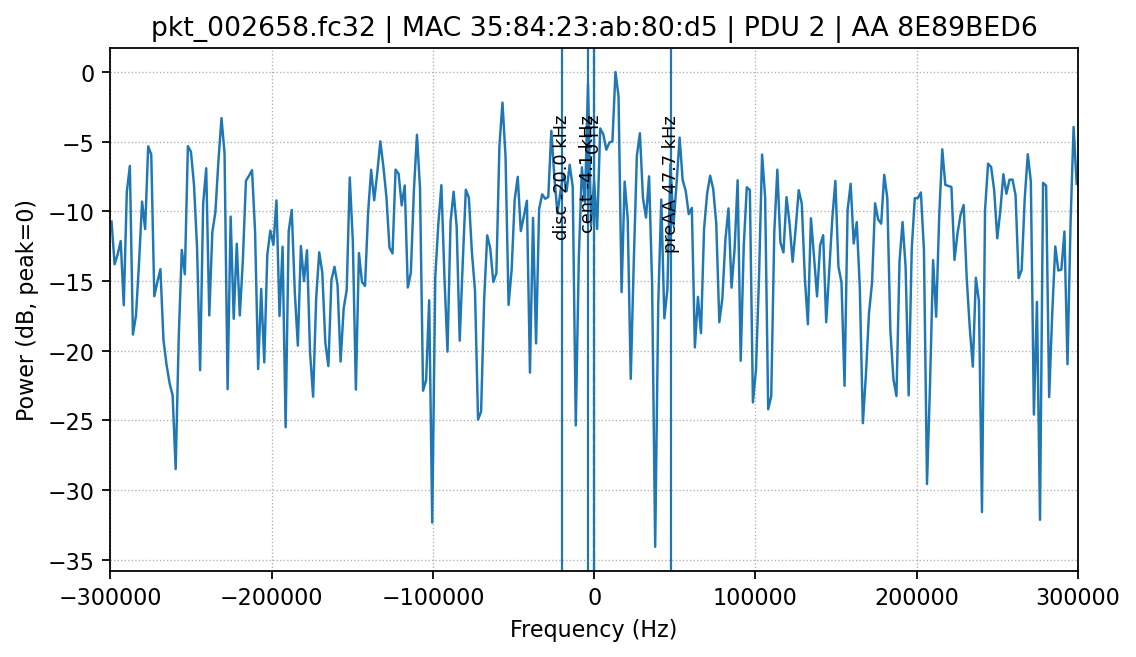 pkt_002658.fc32 | MAC 35:84:23:ab:80:d5 | PDU 2 | AA 8E89BED6
Power (dB, peak=0)
0
−5
−10
−15
−20
−25
−30
−35
disc -20.0 kHz
cent -4.1 kHz
0 Hz
preAA 47.7 kHz
−300000
−200000
−100000
0
100000
200000
300000
Frequency (Hz)